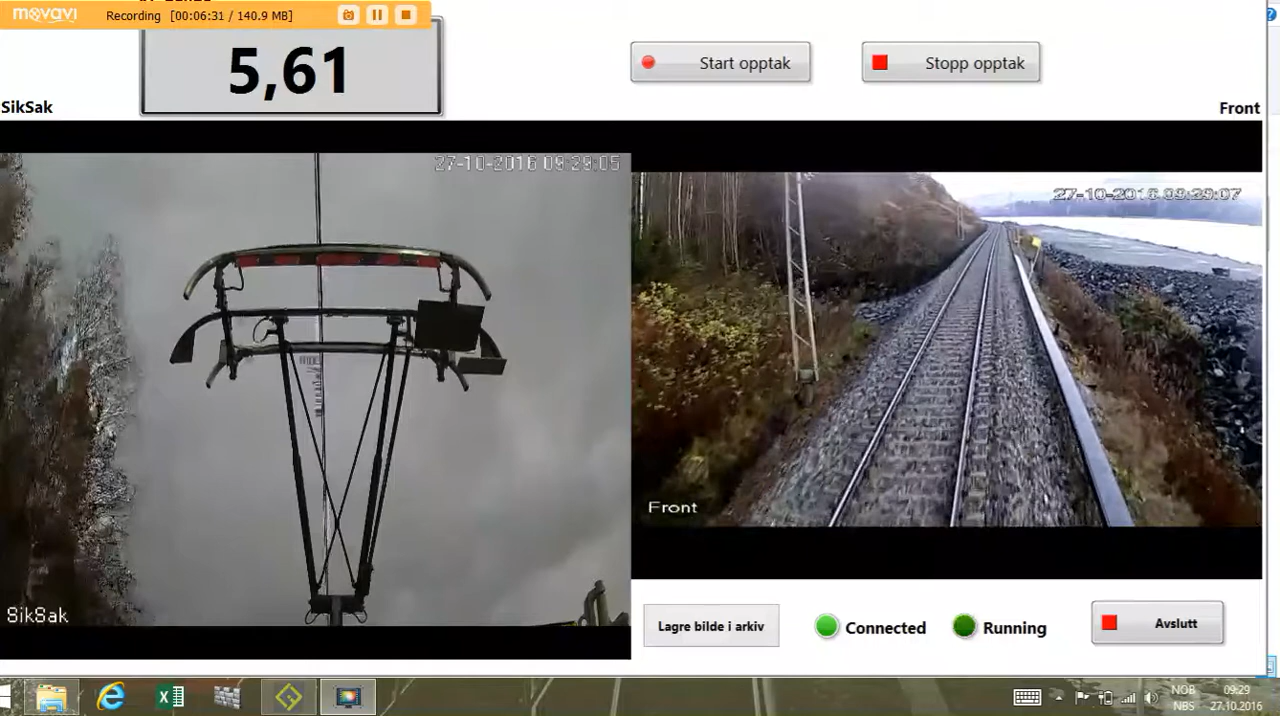 movavi
Recording [00:06:31 / 140.9 MB]
5,61
Start opptak
Stopp opptak
SikSak
Front
27-10-2016 09:29:05
27-10-2016 09:29:07
Front
SikSak
Lagre bilde i arkiv
Connected
Running
Avslutt
NOB
NBS
09:29
27.10.2016